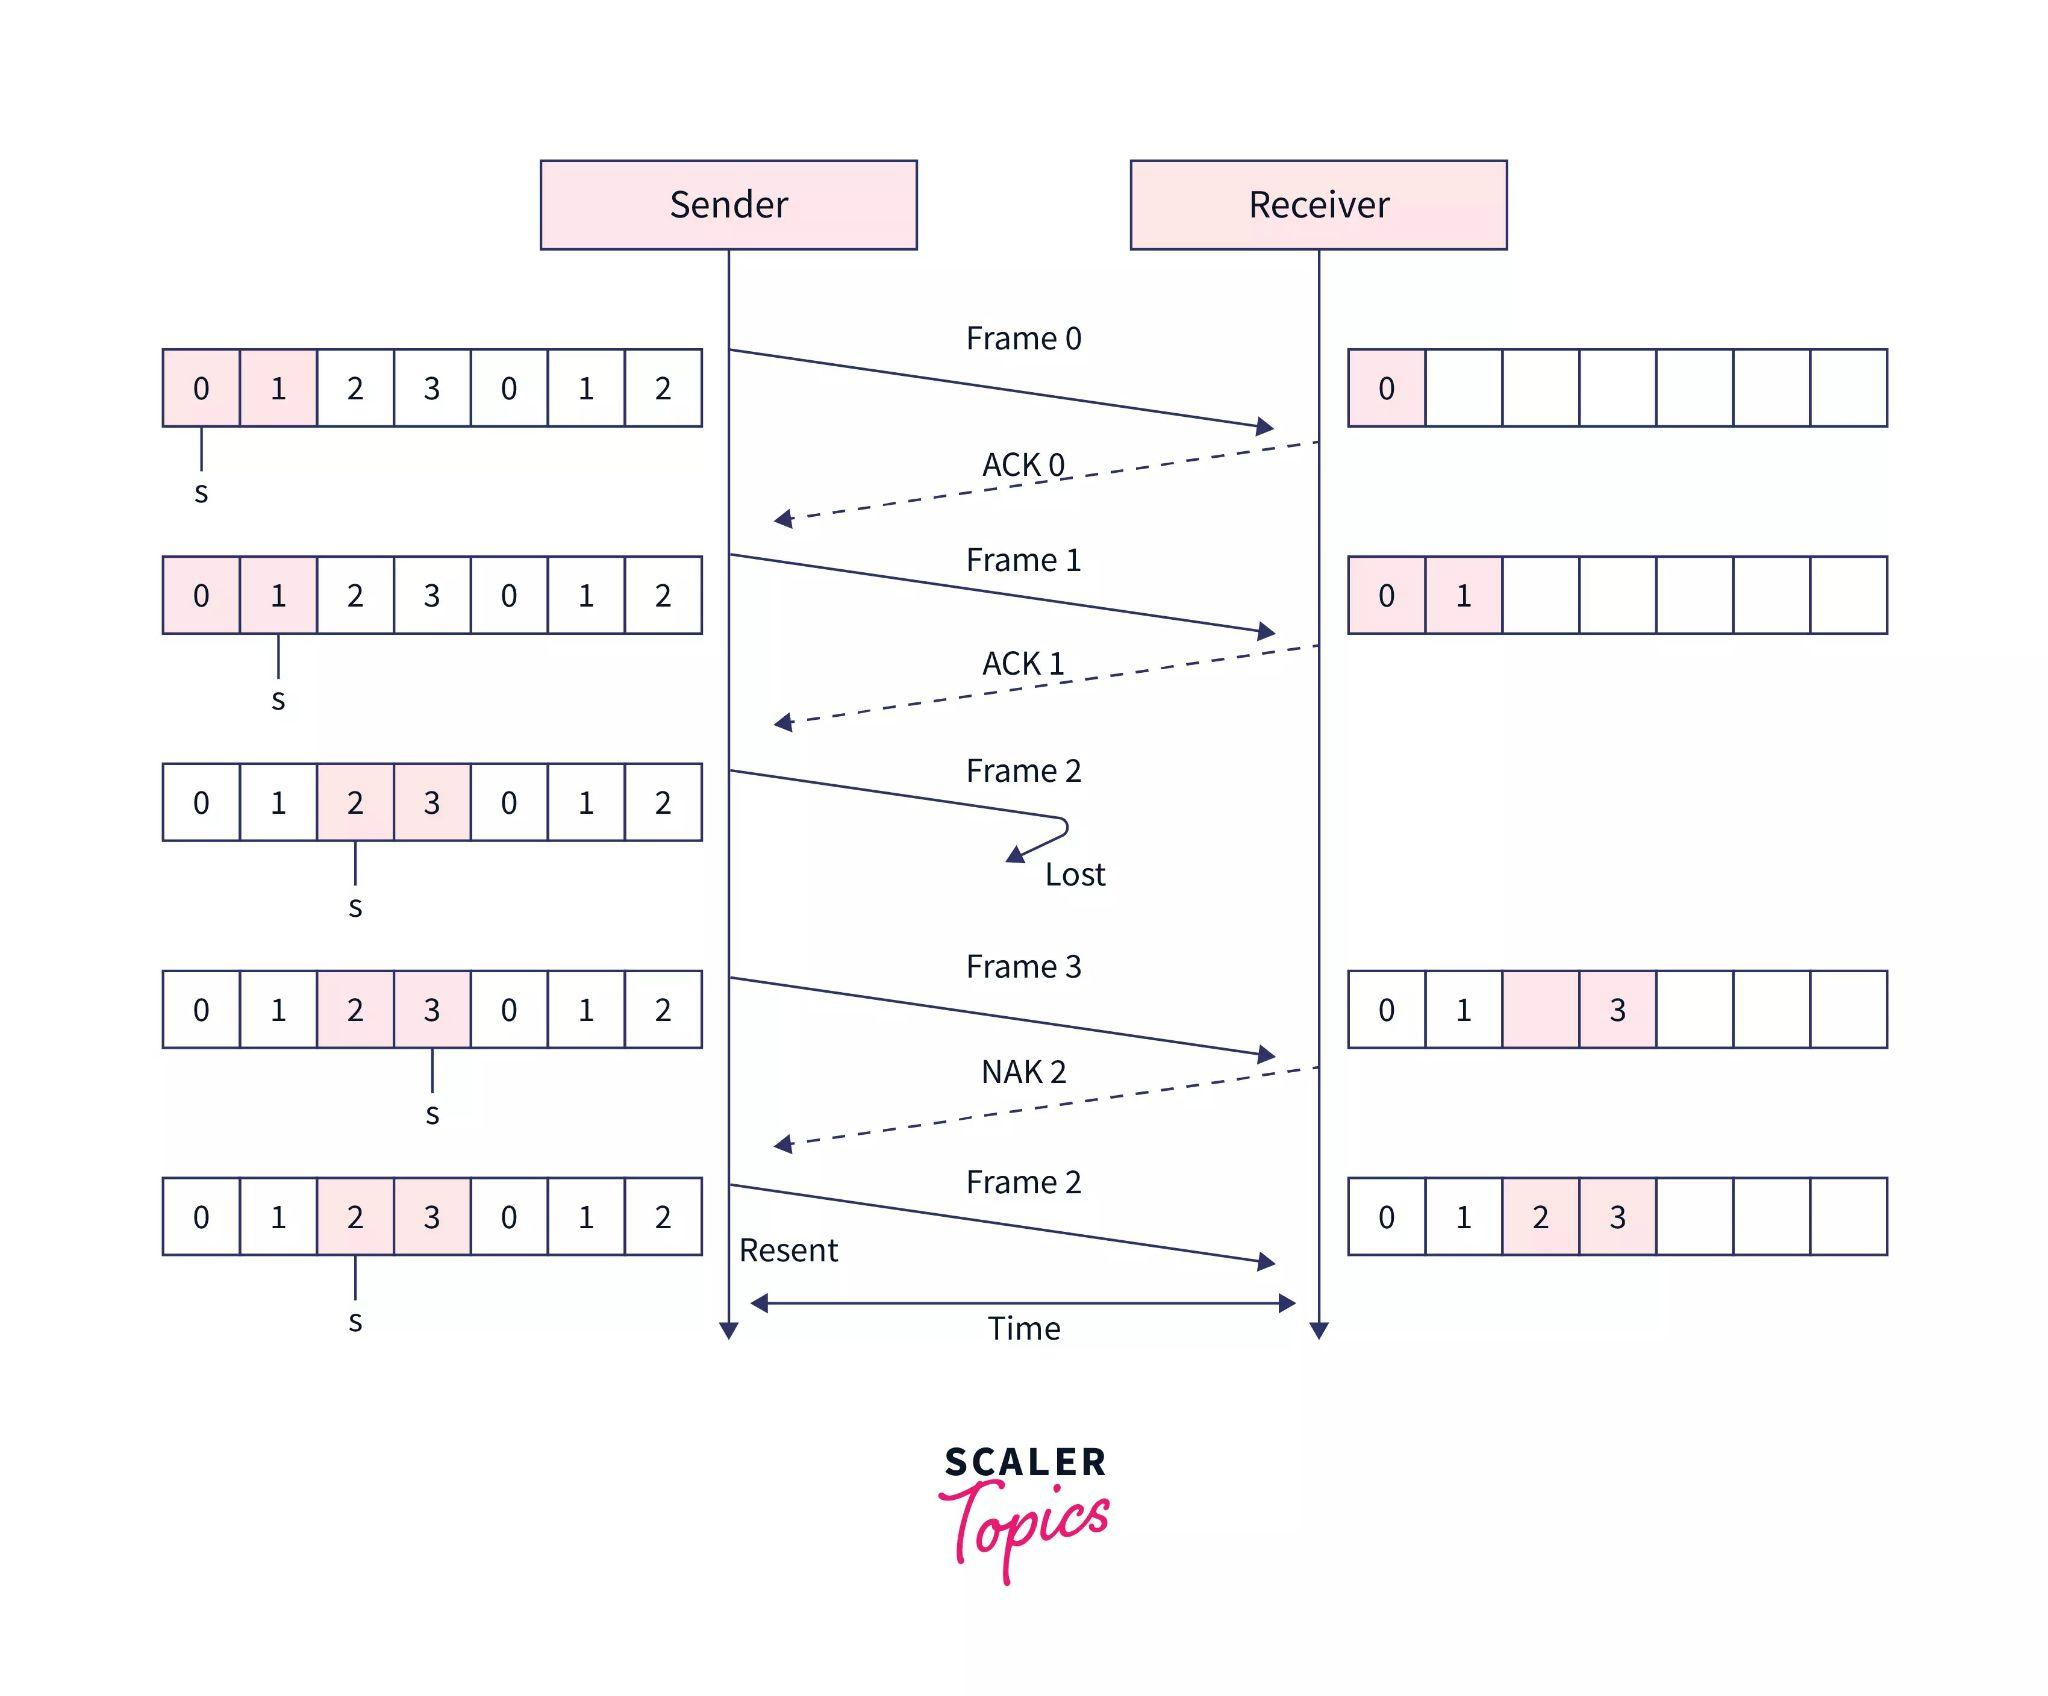 Sender
Receiver
Frame 0
0 1 2 3 0 1 2
0
s
ACK 0
Frame 1
0 1 2 3 0 1 2
0 1
s
ACK 1
Frame 2
0 1 2 3 0 1 2
s
Lost
Frame 3
0 1 2 3 0 1 2
0 1 3
s
NAK 2
Frame 2
0 1 2 3 0 1 2
0 1 2 3
Resent
s
Time
SCALER
Topics